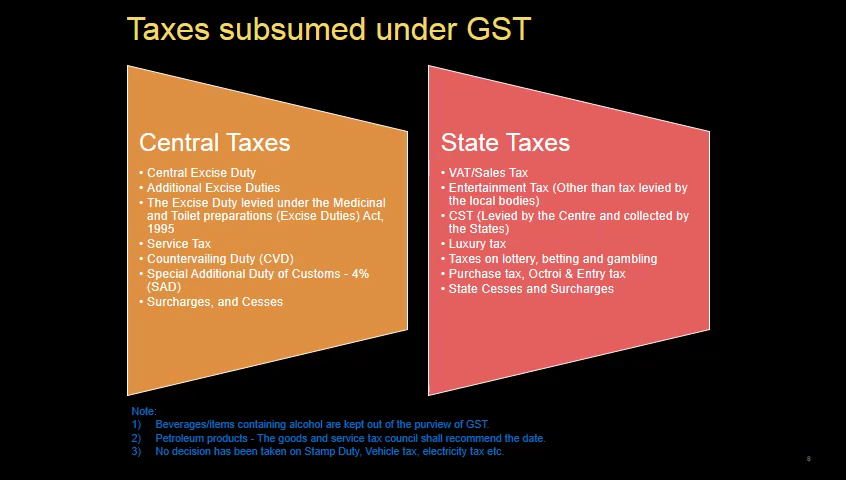 Taxes subsumed under GST
Central Taxes
• Central Excise Duty
• Additional Excise Duties
• The Excise Duty levied under the Medicinal
and Toilet preparations (Excise Duties) Act,
1995
• Service Tax
• Countervailing Duty (CVD)
• Special Additional Duty of Customs - 4%
(SAD)
• Surcharges, and Cesses
State Taxes
• VAT/Sales Tax
• Entertainment Tax (Other than tax levied by
the local bodies)
• CST (Levied by the Centre and collected by
the States)
• Luxury tax
• Taxes on lottery, betting and gambling
• Purchase tax, Octroi & Entry tax
• State Cesses and Surcharges
Note:
1) Beverages/items containing alcohol are kept out of the purview of GST.
2) Petroleum products - The goods and service tax council shall recommend the date.
3) No decision has been taken on Stamp Duty, Vehicle tax, electricity tax etc.
8